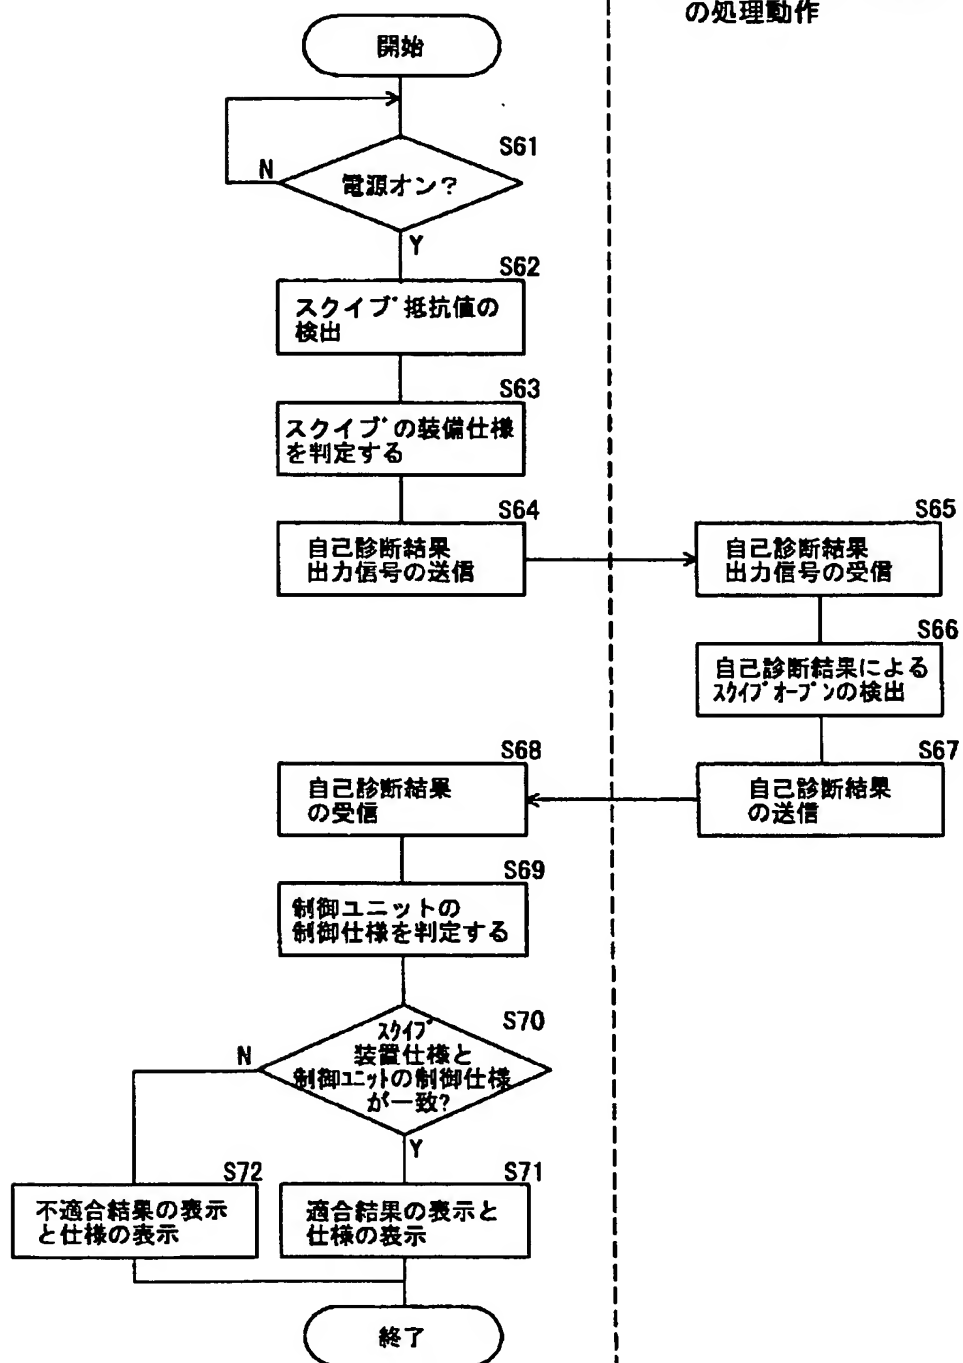 の処理動作
開始
S61
N
電源オン?
Y
S62
スクイブ抵抗値の
検出
S63
スクイブの装備仕様
を判定する
S64
自己診断結果
出力信号の送信
S65
自己診断結果
出力信号の受信
S66
自己診断結果による
スクイブオープンの検出
S67
自己診断結果
の送信
S68
自己診断結果
の受信
S69
制御ユニットの
制御仕様を判定する
S70
N
スクイブ
装置仕様と
制御ユニットの制御仕様
が一致?
Y
S72
不適合結果の表示
と仕様の表示
S71
適合結果の表示と
仕様の表示
終了